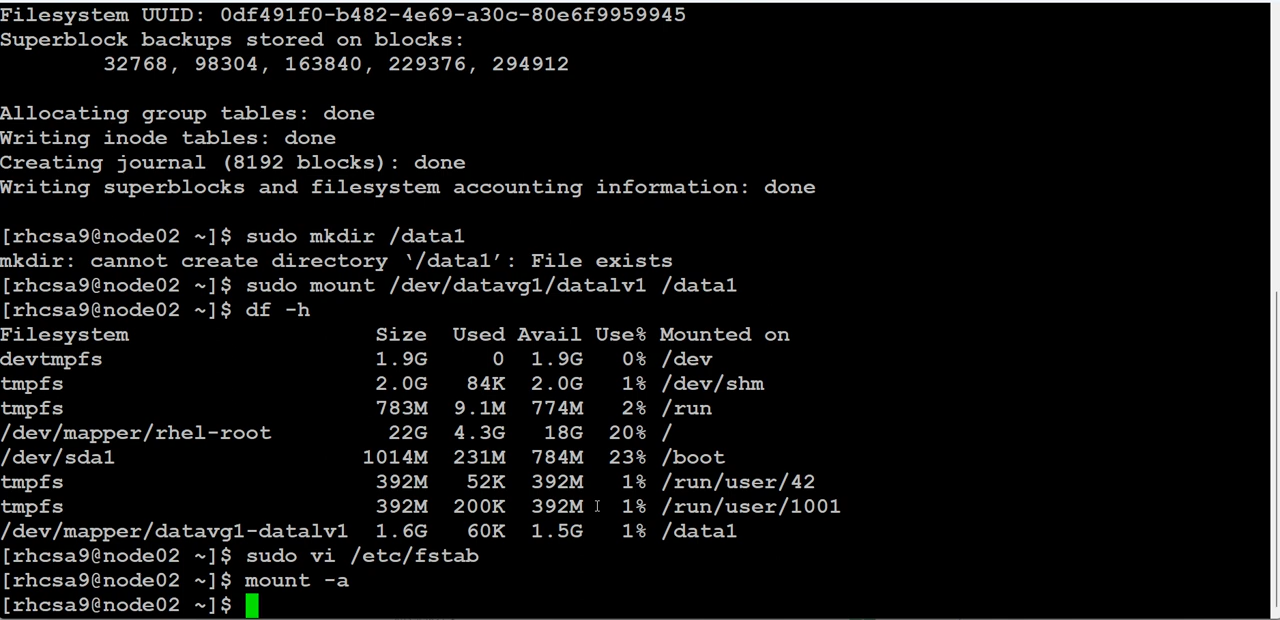 Filesystem UUID: 0df491f0-b482-4e69-a30c-80e6f9959945
Superblock backups stored on blocks:
        32768, 98304, 163840, 229376, 294912

Allocating group tables: done
Writing inode tables: done
Creating journal (8192 blocks): done
Writing superblocks and filesystem accounting information: done

[rhcsa9@node02 ~]$ sudo mkdir /data1
mkdir: cannot create directory ‘/data1’: File exists
[rhcsa9@node02 ~]$ sudo mount /dev/datavg1/datalv1 /data1
[rhcsa9@node02 ~]$ df -h
Filesystem                   Size  Used Avail Use% Mounted on
devtmpfs                     1.9G     0  1.9G   0% /dev
tmpfs                        2.0G   84K  2.0G   1% /dev/shm
tmpfs                        783M  9.1M  774M   2% /run
/dev/mapper/rhel-root         22G  4.3G   18G  20% /
/dev/sda1                   1014M  231M  784M  23% /boot
tmpfs                        392M   52K  392M   1% /run/user/42
tmpfs                        392M  200K  392M   1% /run/user/1001
/dev/mapper/datavg1-datalv1  1.6G   60K  1.5G   1% /data1
[rhcsa9@node02 ~]$ sudo vi /etc/fstab
[rhcsa9@node02 ~]$ mount -a
[rhcsa9@node02 ~]$